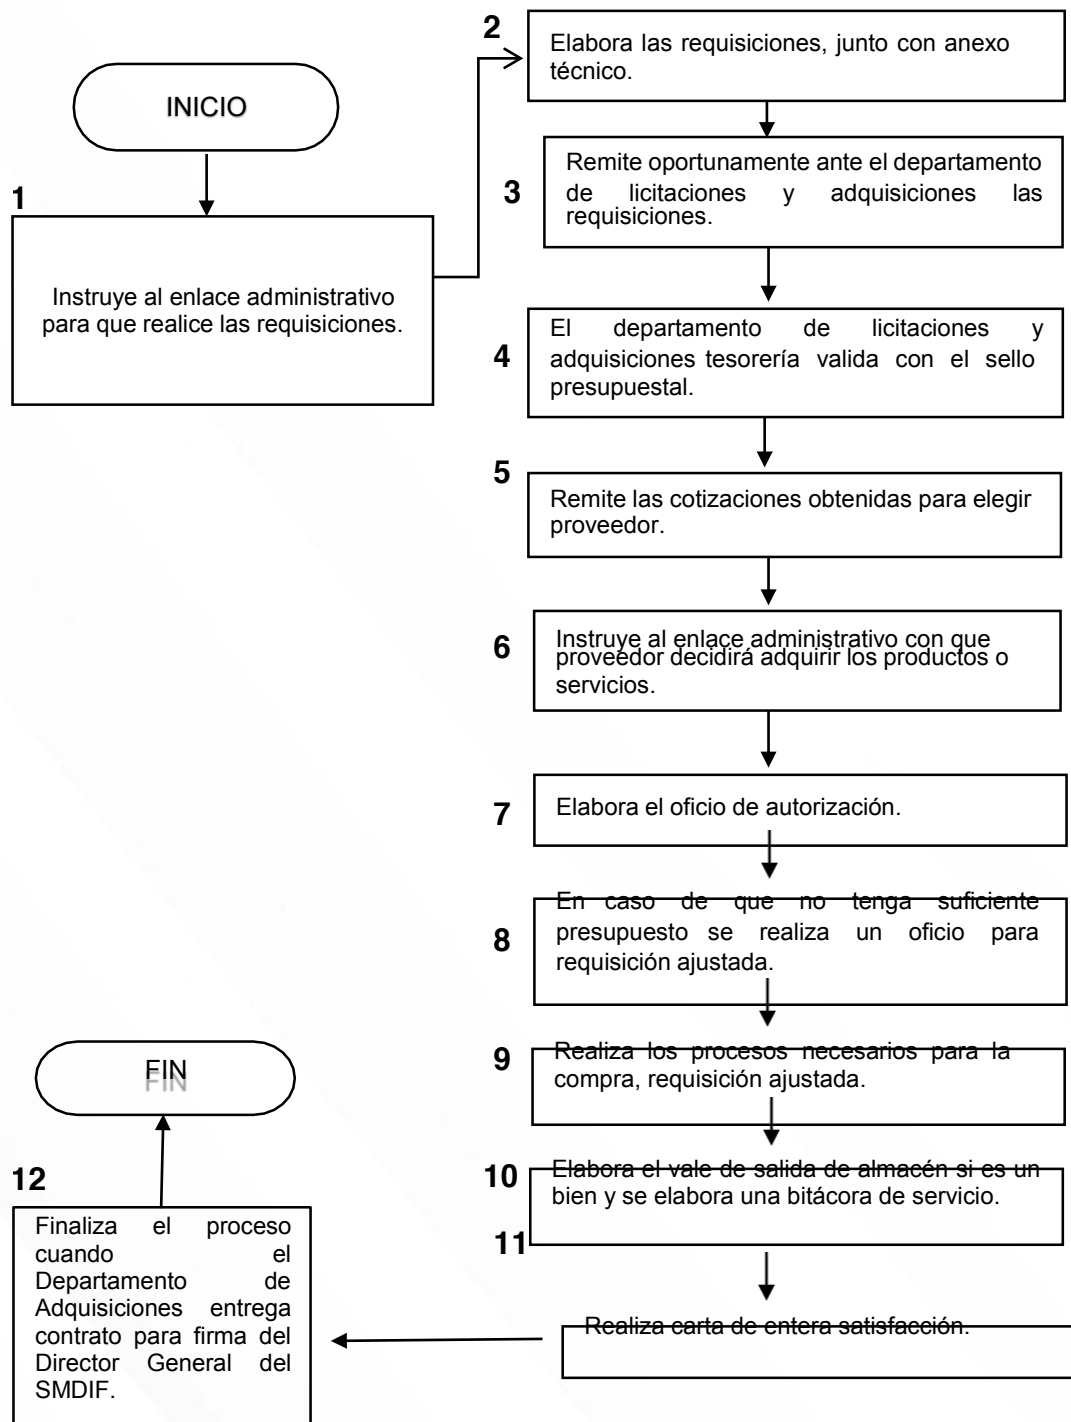 INICIO
1
Instruye al enlace administrativo
para que realice las requisiciones.
2
Elabora las requisiciones, junto con anexo
técnico.
3
Remite oportunamente ante el departamento
de licitaciones y adquisiciones las
requisiciones.
4
El departamento de licitaciones y
adquisiciones tesorería valida con el sello
presupuestal.
5
Remite las cotizaciones obtenidas para elegir
proveedor.
6
Instruye al enlace administrativo con que
proveedor decidirá adquirir los productos o
servicios.
7
Elabora el oficio de autorización.
8
En caso de que no tenga suficiente
presupuesto se realiza un oficio para
requisición ajustada.
9
Realiza los procesos necesarios para la
compra, requisición ajustada.
10
Elabora el vale de salida de almacén si es un
bien y se elabora una bitácora de servicio.
11
Realiza carta de entera satisfacción.
12
Finaliza el proceso
cuando el
Departamento de
Adquisiciones entrega
contrato para firma del
Director General del
SMDIF.
FIN